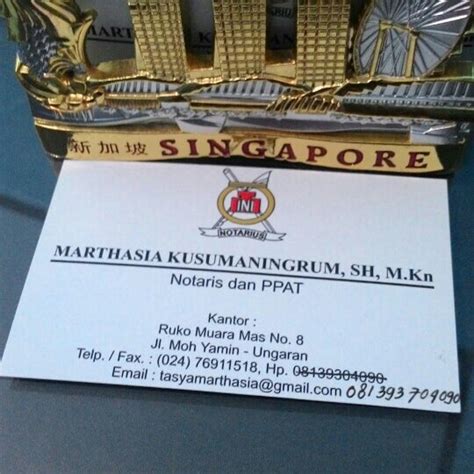 新加坡 SINGAPORE
INI
NOTARIUS
MARTHASIA KUSUMANINGRUM, SH, M.Kn
Notaris dan PPAT
Kantor :
Ruko Muara Mas No. 8
Jl. Moh Yamin - Ungaran
Telp. / Fax. : (024) 76911518, Hp. 08139304090
Email : tasyamarthasia@gmail.com 081393704090